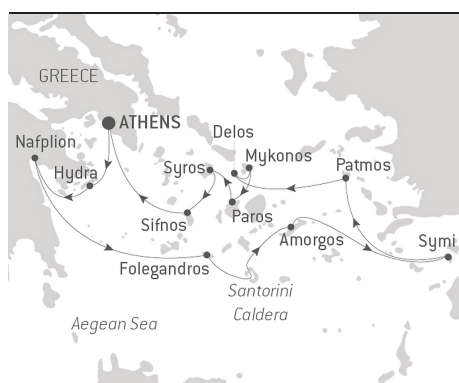 GREECE
ATHENS
Delos
Nafplion
Mykonos
Hydra
Syros
Patmos
Sifnos
Paros
Amorgos
Symi
Folegandros
Santorini
Caldera
Aegean Sea